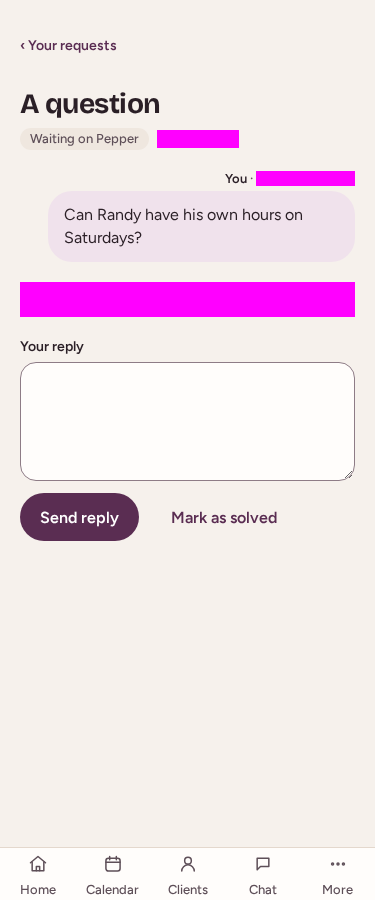 ‹ Your requests
A question
Waiting on Pepper
You ·
Can Randy have his own hours on
Saturdays?
Your reply
Send reply
Mark as solved
Home
Calendar
Clients
Chat
More